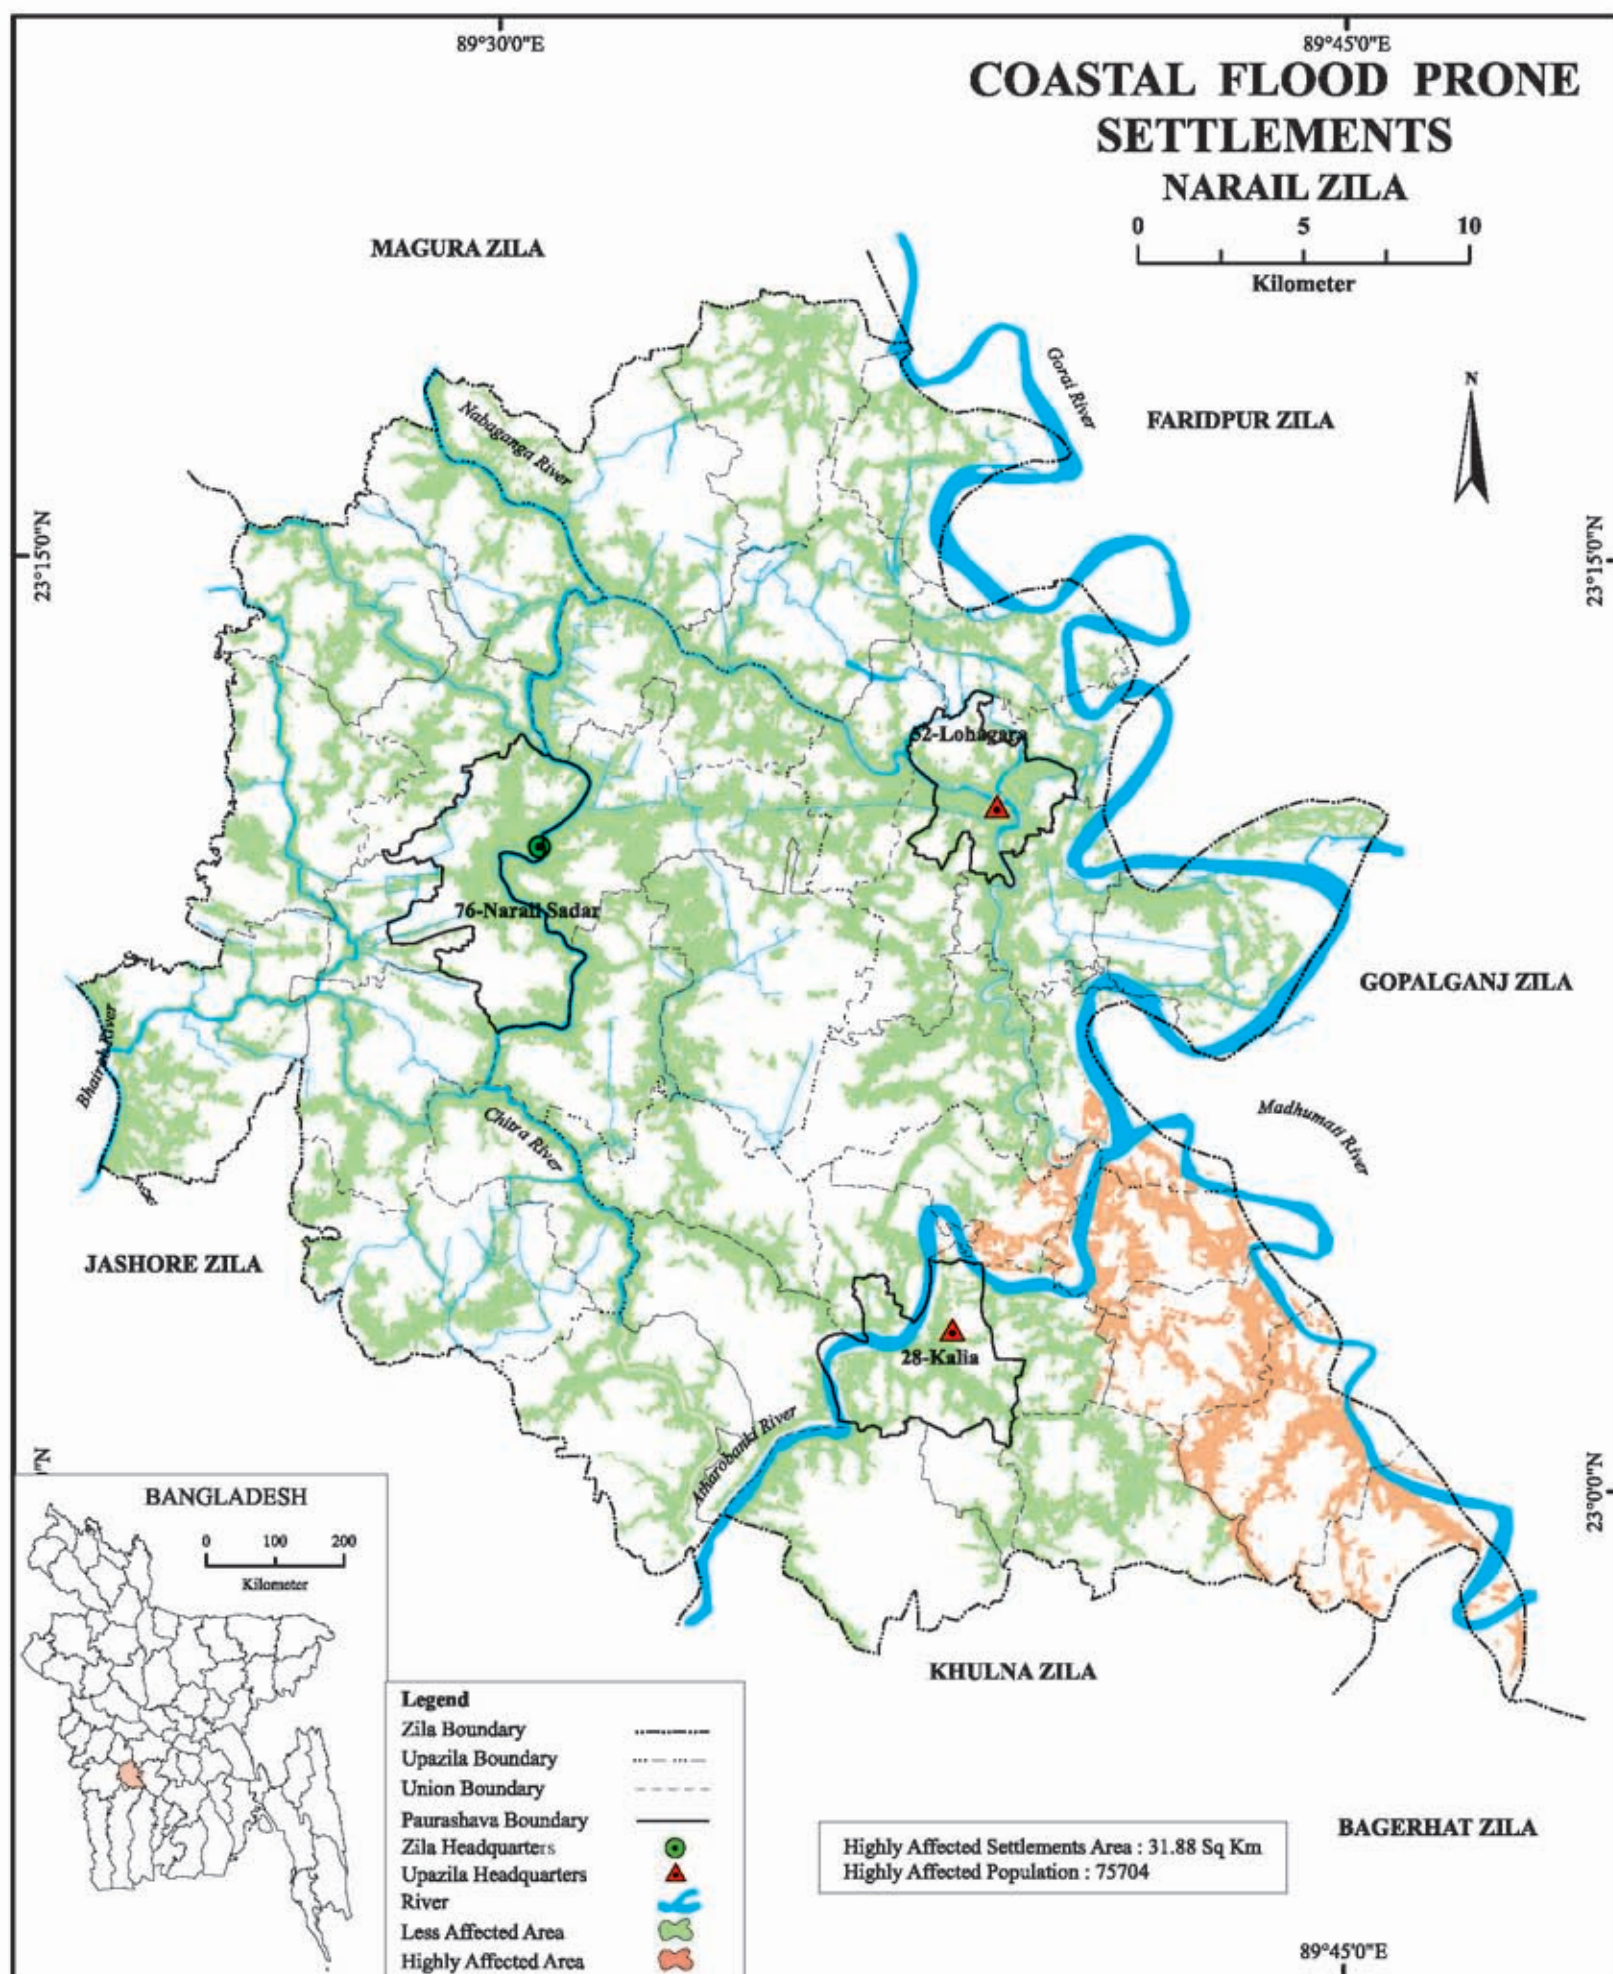 89°30'0"E
89°45'0"E
COASTAL FLOOD PRONE
SETTLEMENTS
NARAIL ZILA
0 5 10
Kilometer
MAGURA ZILA
Gorai River
N
FARIDPUR ZILA
Nabaganga River
23°15'0"N
23°15'0"N
52-Lohagara
76-Narail Sadar
GOPALGANJ ZILA
Bhairab River
Madhumati River
Chitra River
JASHORE ZILA
28-Kalia
Atharobanki River
0"N
23°0'0"N
BANGLADESH
0 100 200
Kilometer
KHULNA ZILA
Legend
Zila Boundary
Upazila Boundary
Union Boundary
Paurashava Boundary
Zila Headquarters
Upazila Headquarters
River
Less Affected Area
Highly Affected Area
BAGERHAT ZILA
Highly Affected Settlements Area : 31.88 Sq Km
Highly Affected Population : 75704
89°45'0"E